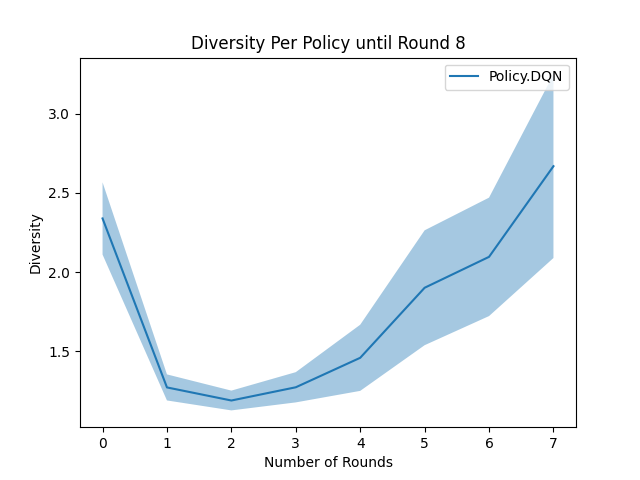 Diversity Per Policy until Round 8
Policy.DQN
3.0
2.5
2.0
1.5
Diversity
0 1 2 3 4 5 6 7
Number of Rounds